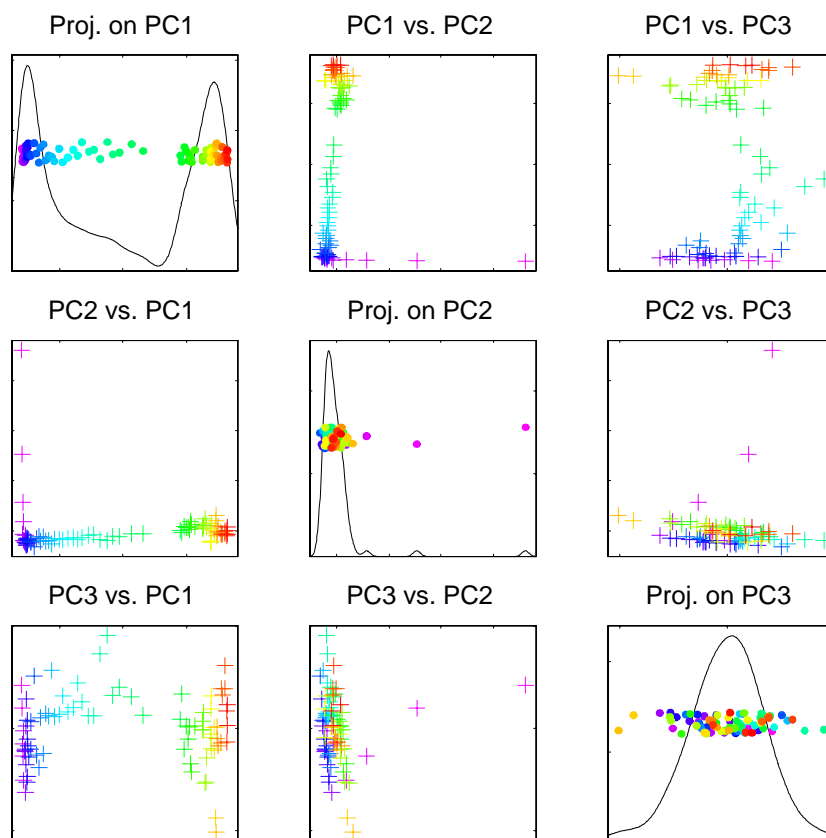 Proj. on PC1
PC1 vs. PC2
PC1 vs. PC3
PC2 vs. PC1
Proj. on PC2
PC2 vs. PC3
PC3 vs. PC1
PC3 vs. PC2
Proj. on PC3